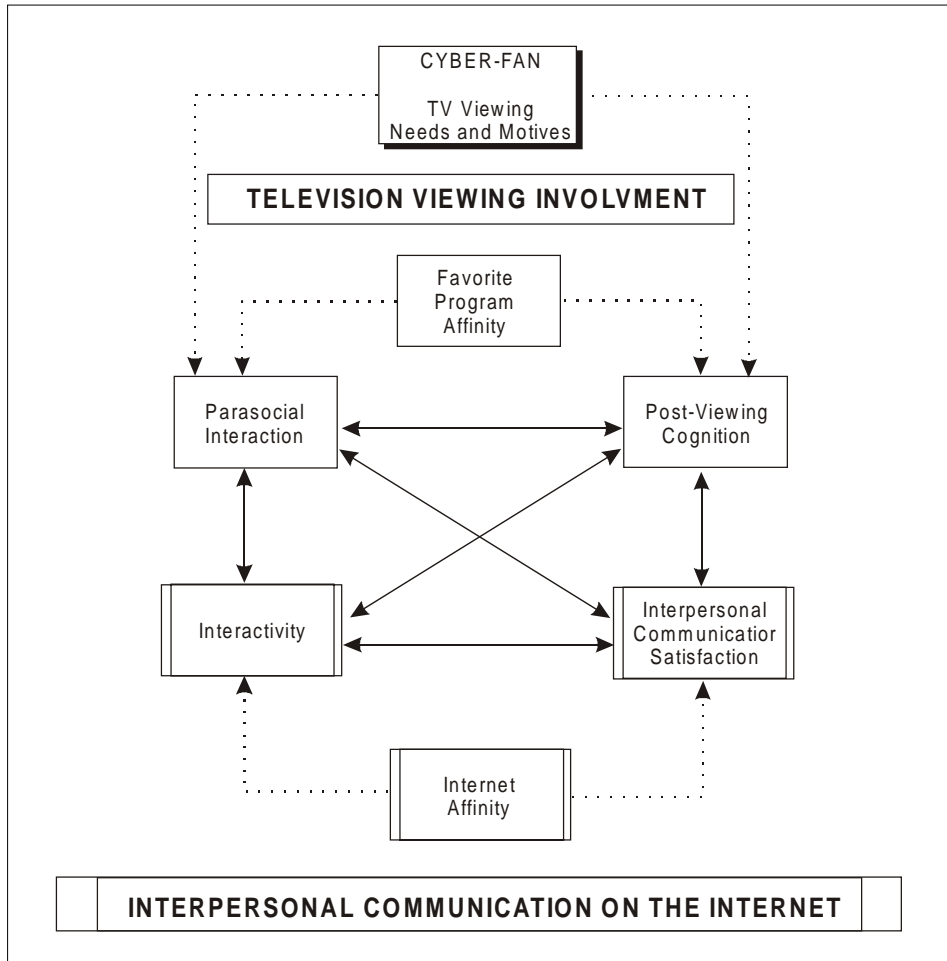 CYBER-FAN
TV Viewing
Needs and Motives
TELEVISION VIEWING INVOLVMENT
Favorite
Program
Affinity
Parasocial
Interaction
Post-Viewing
Cognition
Interactivity
Interpersonal
Communicatior
Satisfaction
Internet
Affinity
INTERPERSONAL COMMUNICATION ON THE INTERNET